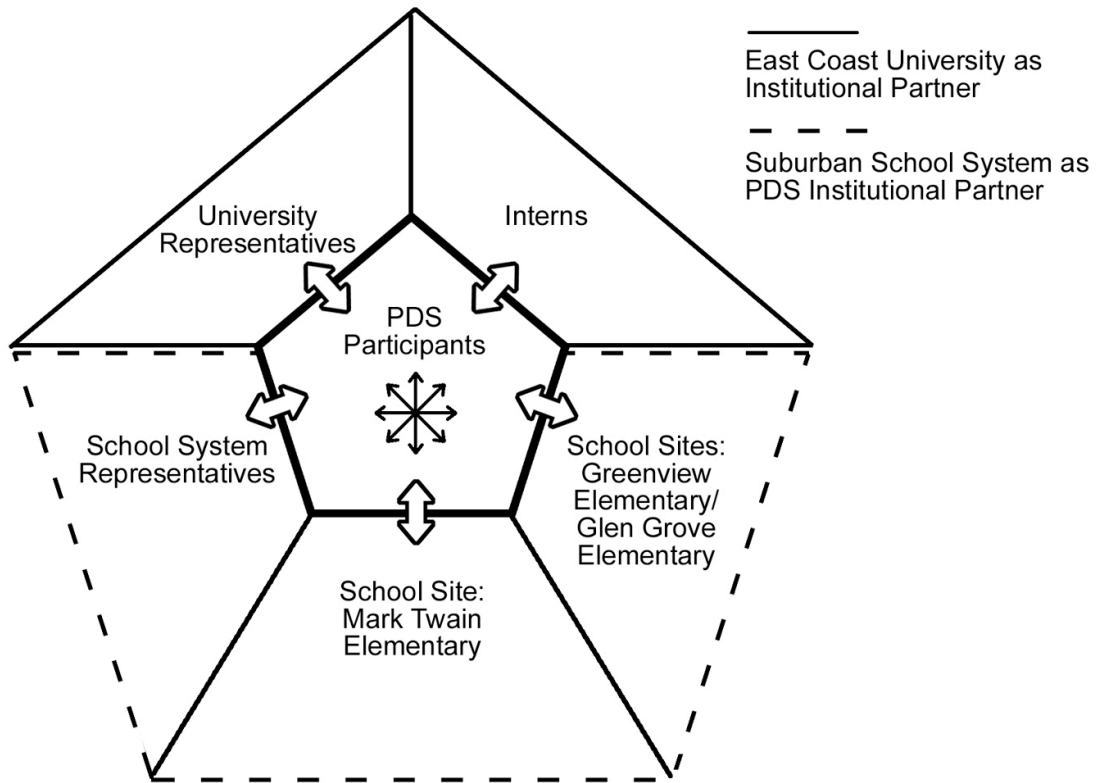 East Coast University as
Institutional Partner
Suburban School System as
PDS Institutional Partner
University
Representatives
Interns
PDS
Participants
School System
Representatives
School Sites:
Greenview
Elementary/
Glen Grove
Elementary
School Site:
Mark Twain
Elementary